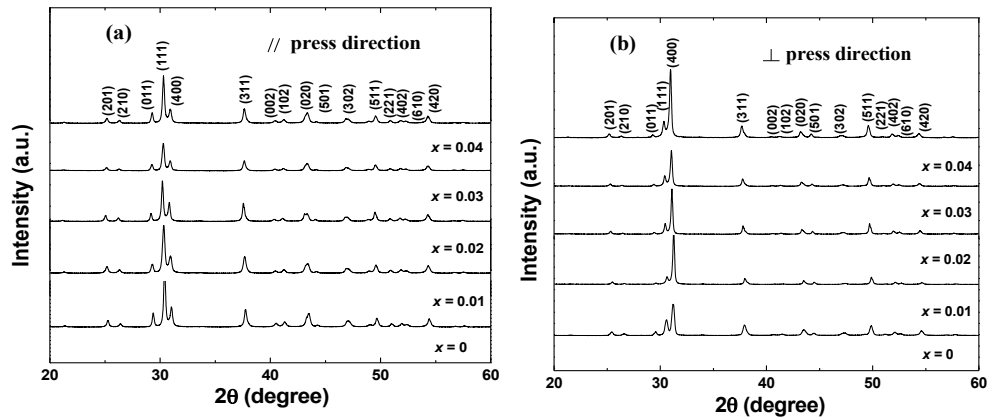 (a)
// press direction
(201)
(210)
(011)
(111)
(400)
(311)
(002)
(102)
(020)
(501)
(302)
(511)
(221)
(402)
(610)
(420)
x = 0.04
x = 0.03
x = 0.02
x = 0.01
x = 0
Intensity (a.u.)
20 30 40 50 60
2θ (degree)
(b)
⊥ press direction
(201)
(210)
(011)
(111)
(400)
(311)
(002)
(102)
(020)
(501)
(302)
(511)
(221)
(402)
(610)
(420)
x = 0.04
x = 0.03
x = 0.02
x = 0.01
x = 0
Intensity (a.u.)
20 30 40 50 60
2θ (degree)